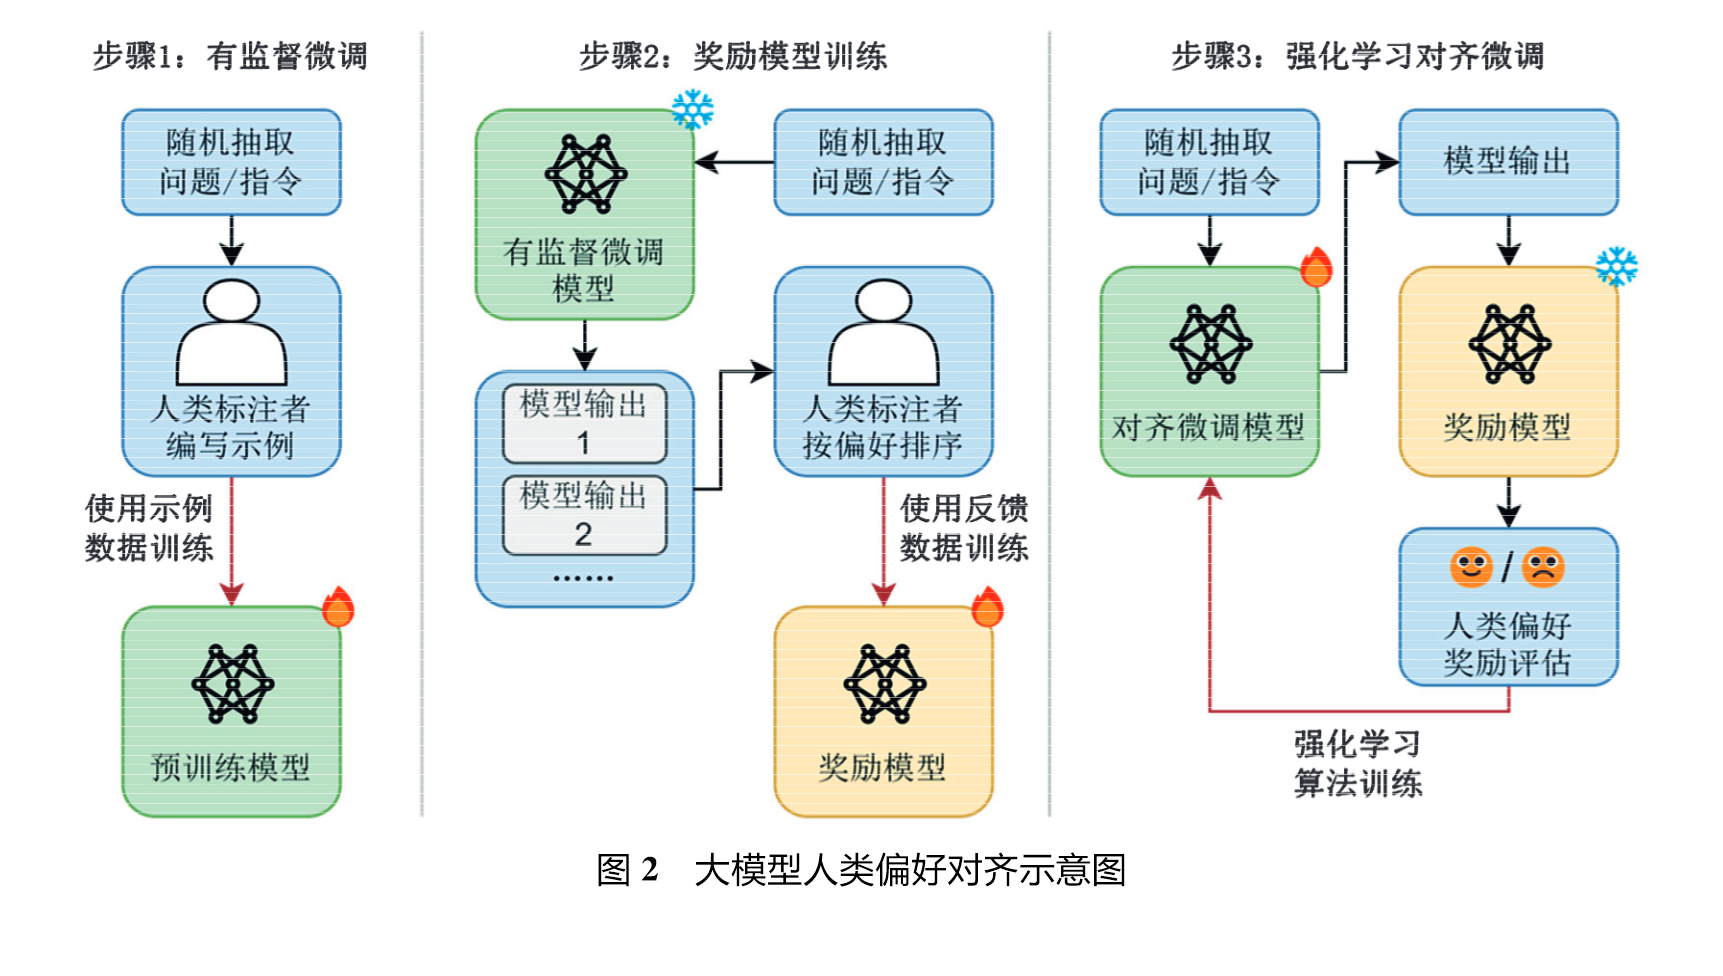 步骤1：有监督微调
随机抽取
问题/指令
人类标注者
编写示例
使用示例
数据训练
预训练模型
步骤2：奖励模型训练
随机抽取
问题/指令
有监督微调
模型
模型输出
1
模型输出
2
……
人类标注者
按偏好排序
使用反馈
数据训练
奖励模型
步骤3：强化学习对齐微调
随机抽取
问题/指令
对齐微调模型
模型输出
奖励模型
/
人类偏好
奖励评估
强化学习
算法训练
图 2 大模型人类偏好对齐示意图